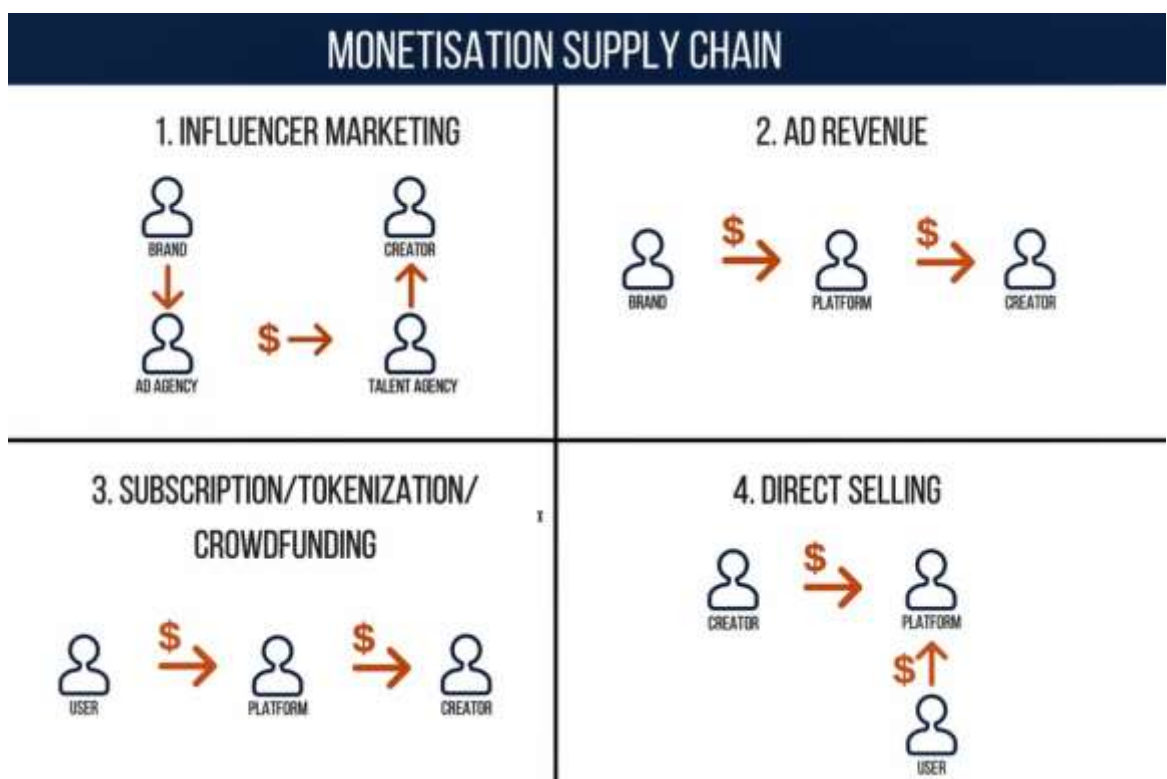 MONETISATION SUPPLY CHAIN
1. INFLUENCER MARKETING
BRAND
CREATOR
$
AD AGENCY
TALENT AGENCY
2. AD REVENUE
$
$
BRAND
PLATFORM
CREATOR
3. SUBSCRIPTION/TOKENIZATION/
CROWDFUNDING
$
$
USER
PLATFORM
CREATOR
4. DIRECT SELLING
$
CREATOR
PLATFORM
$
USER